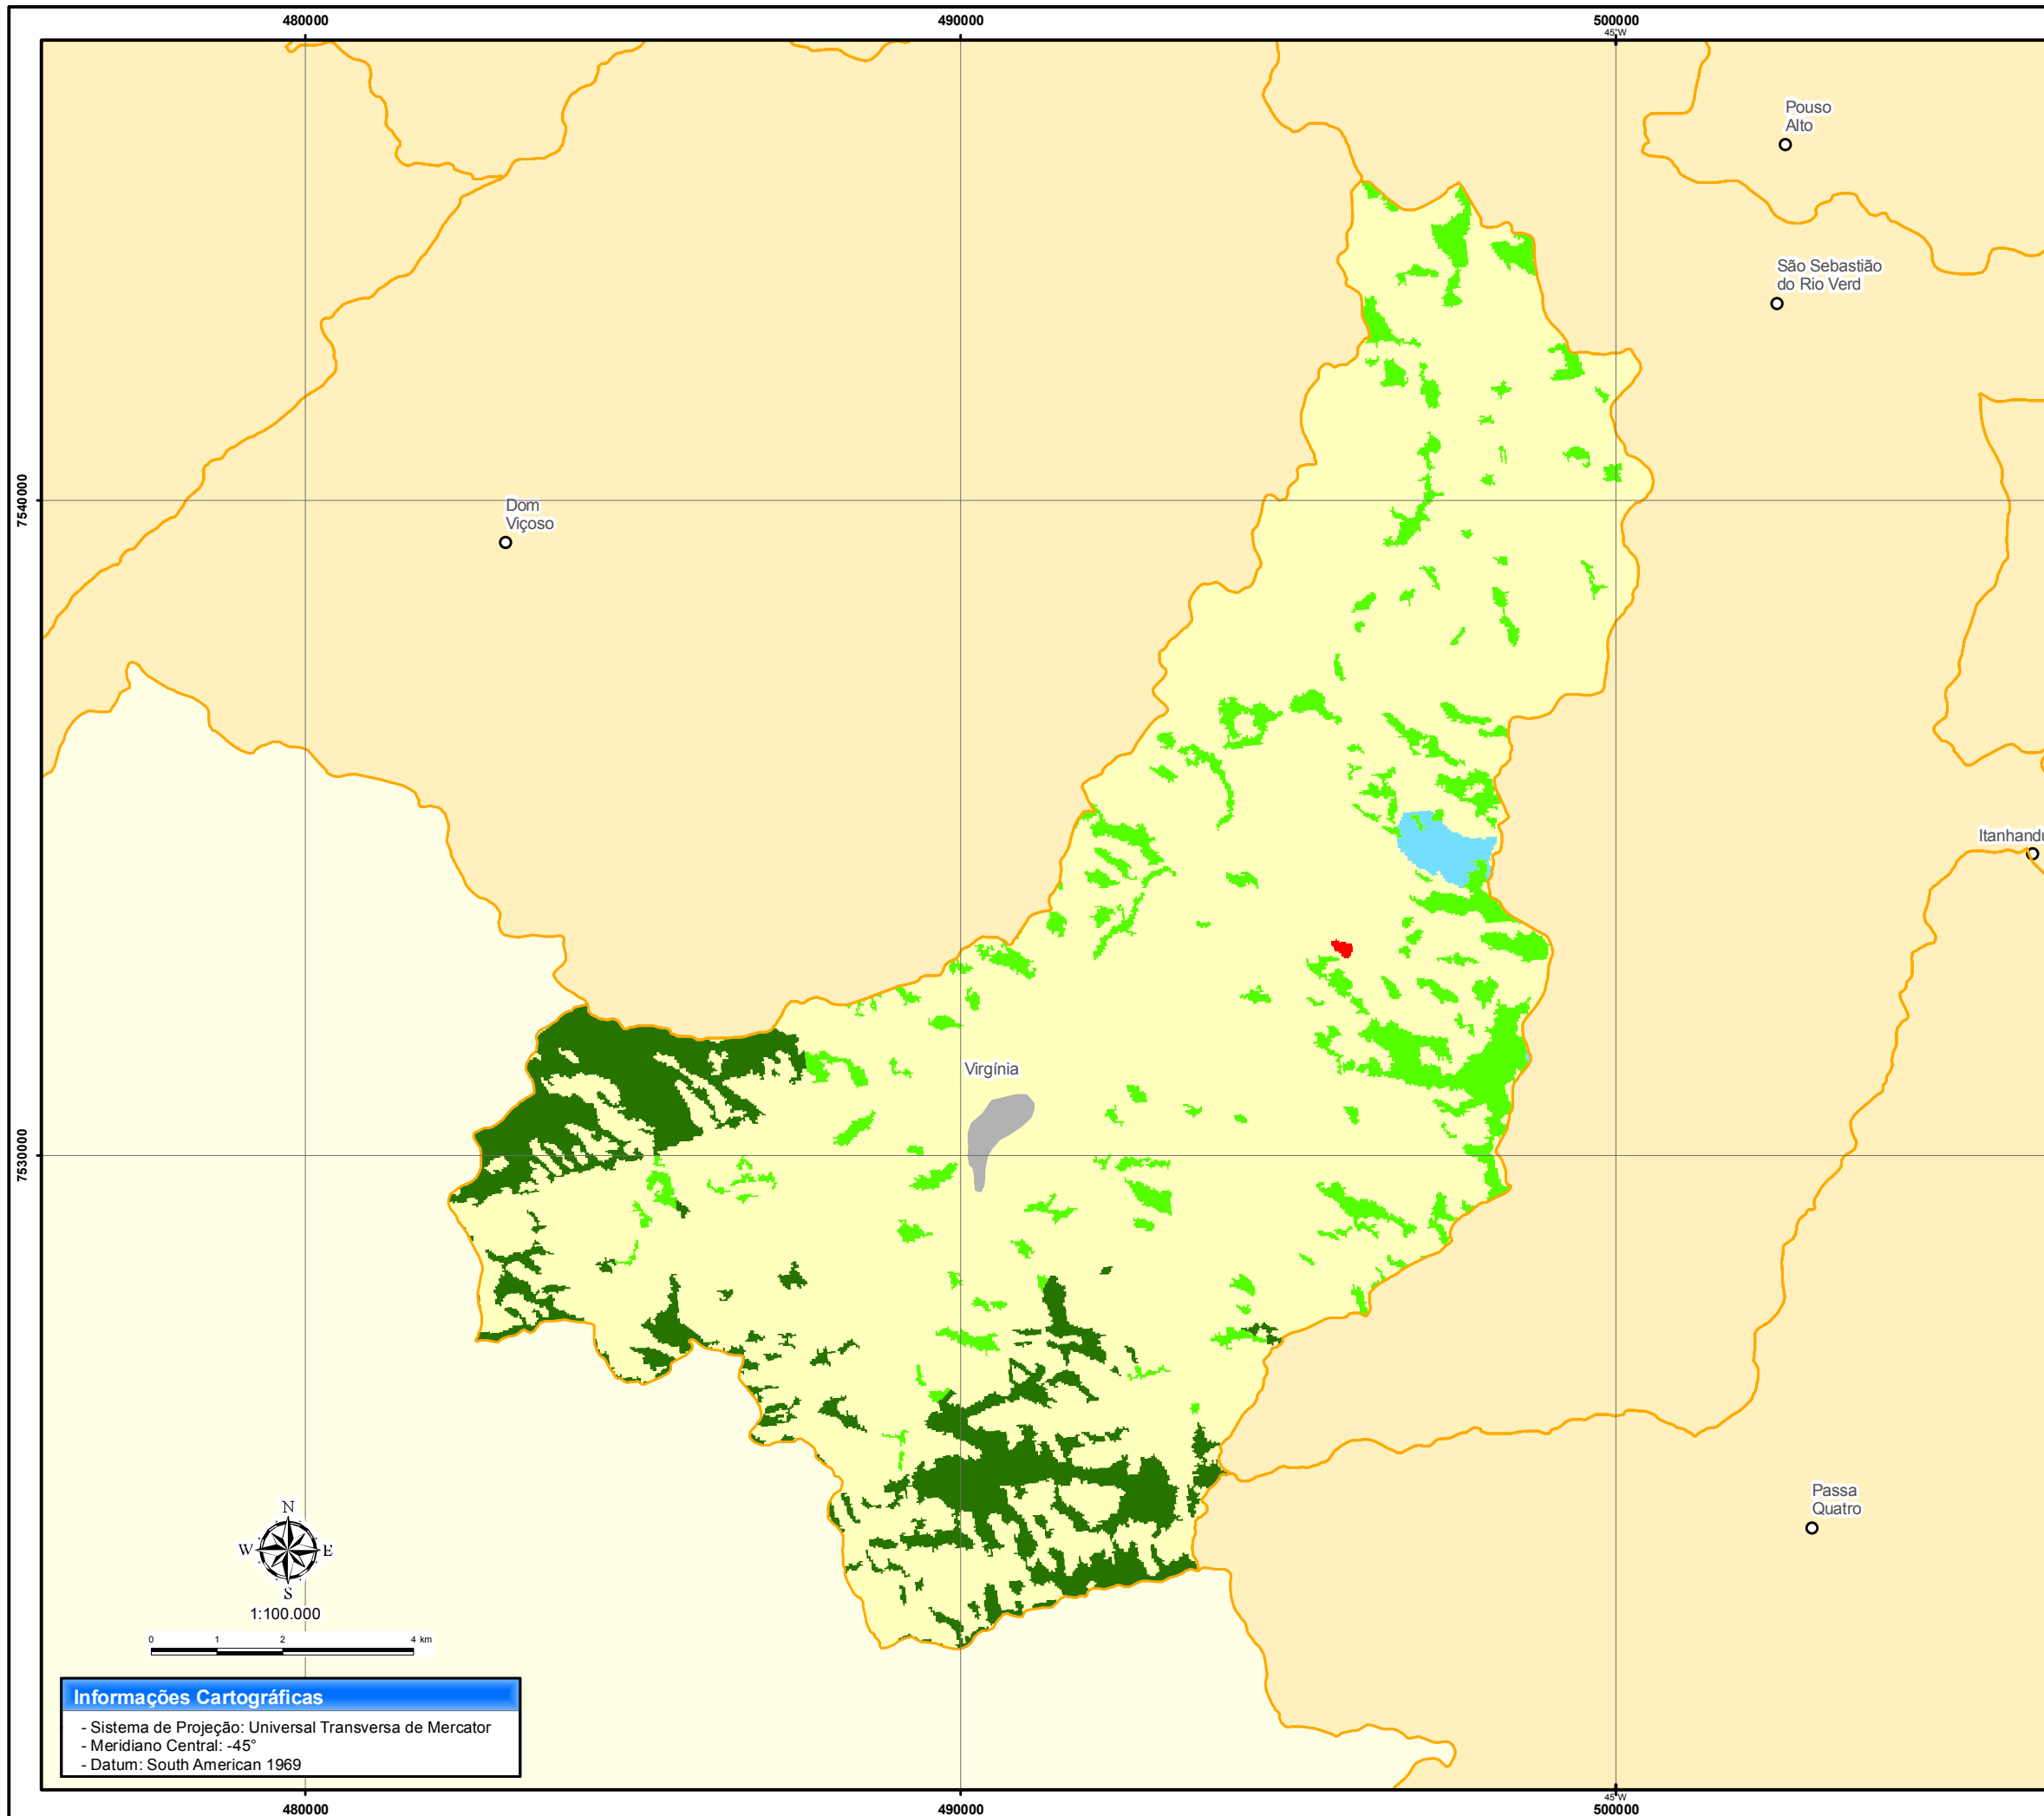 480000
490000
500000
45°W
Pouso
Alto
São Sebastião
do Rio Verd
7540000
Dom
Viçoso
Itanhandu
Virgínia
7530000
Passa
Quatro
N
W
E
S
1:100.000
0 1 2 4 km
Informações Cartográficas
- Sistema de Projeção: Universal Transversa de Mercator
- Meridiano Central: -45°
- Datum: South American 1969
480000
490000
45°W
500000